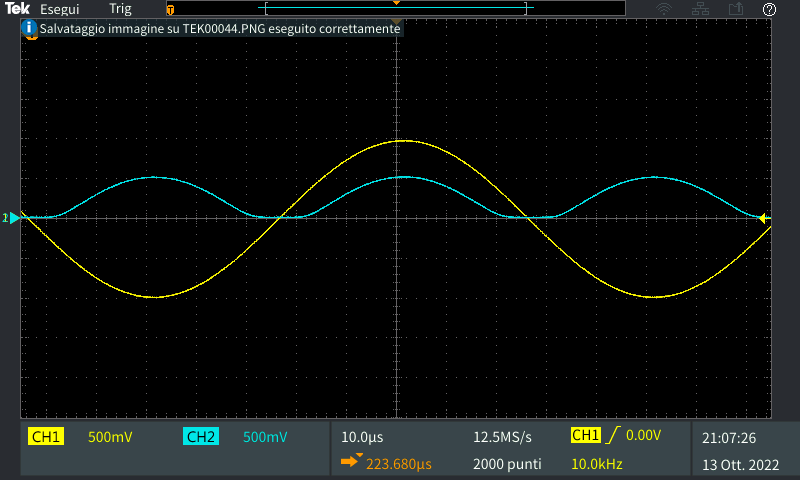 Tek Esegui Trig T ?
i Salvataggio immagine su TEK00044.PNG eseguito correttamente
CH1 500mV CH2 500mV 10.0µs 12.5MS/s CH1 0.00V 21:07:26
223.680µs 2000 punti 10.0kHz 13 Ott. 2022